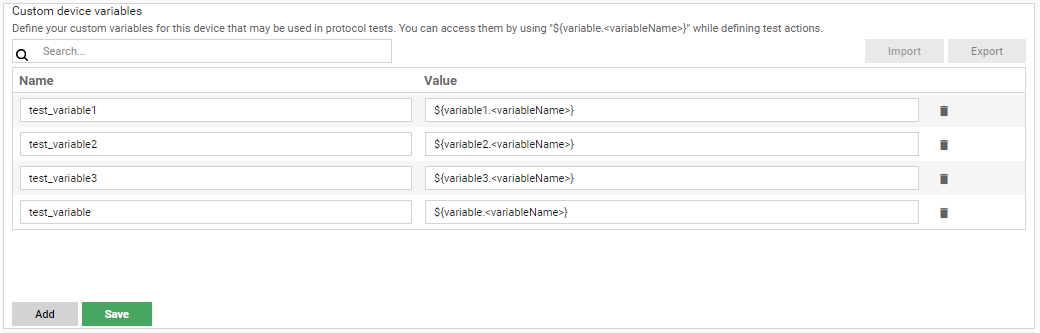 Custom device variables
Define your custom variables for this device that may be used in protocol tests. You can access them by using "${variable.<variableName>}" while defining test actions.
Search... Import Export
Name Value
test_variable1 ${variable1.<variableName>}
test_variable2 ${variable2.<variableName>}
test_variable3 ${variable3.<variableName>}
test_variable ${variable.<variableName>}
Add Save